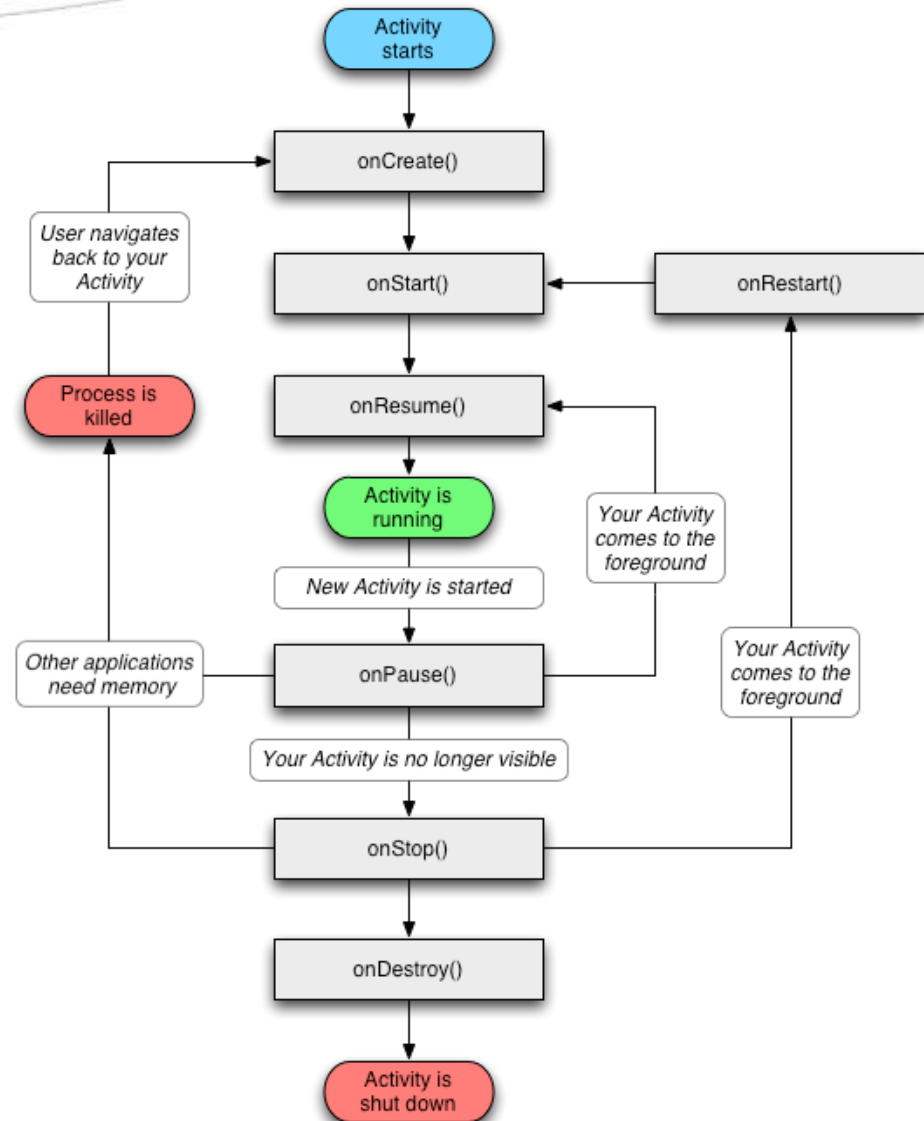 Activity
starts
onCreate()
User navigates
back to your
Activity
onStart()
onRestart()
Process is
killed
onResume()
Activity is
running
Your Activity
comes to the
foreground
New Activity is started
Other applications
need memory
onPause()
Your Activity
comes to the
foreground
Your Activity is no longer visible
onStop()
onDestroy()
Activity is
shut down